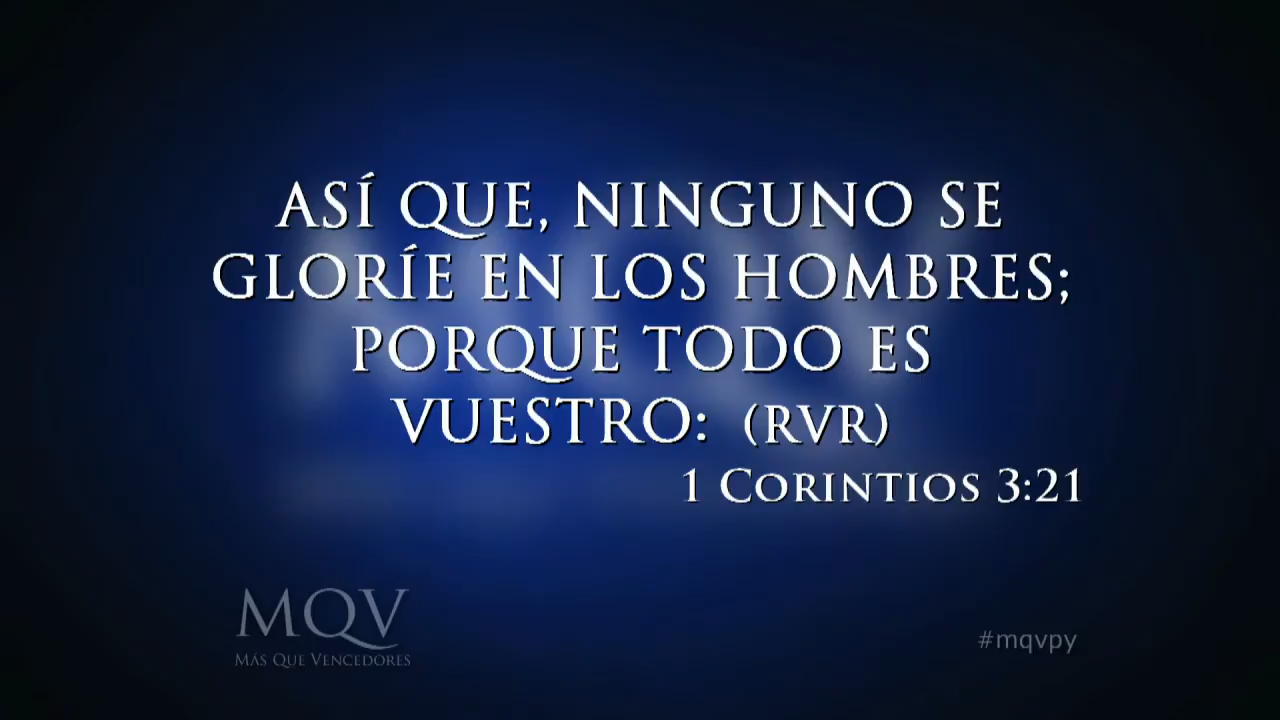 ASÍ QUE, NINGUNO SE
GLORÍE EN LOS HOMBRES;
PORQUE TODO ES
VUESTRO: (RVR)
1 CORINTIOS 3:21
MQV
MÁS QUE VENCEDORES
#mqvpy